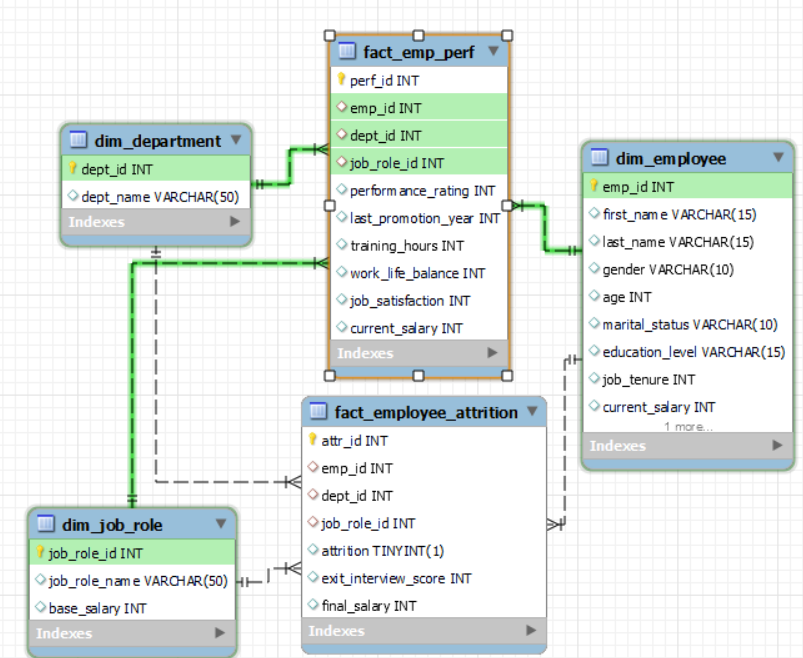 fact_emp_perf
perf_id INT
emp_id INT
dept_id INT
job_role_id INT
performance_rating INT
last_promotion_year INT
training_hours INT
work_life_balance INT
job_satisfaction INT
current_salary INT
Indexes
dim_department
dept_id INT
dept_name VARCHAR(50)
Indexes
dim_employee
emp_id INT
first_name VARCHAR(15)
last_name VARCHAR(15)
gender VARCHAR(10)
age INT
marital_status VARCHAR(10)
education_level VARCHAR(15)
job_tenure INT
current_salary INT
1 more...
Indexes
fact_employee_attrition
attr_id INT
emp_id INT
dept_id INT
job_role_id INT
attrition TINYINT(1)
exit_interview_score INT
final_salary INT
Indexes
dim_job_role
job_role_id INT
job_role_name VARCHAR(50)
base_salary INT
Indexes